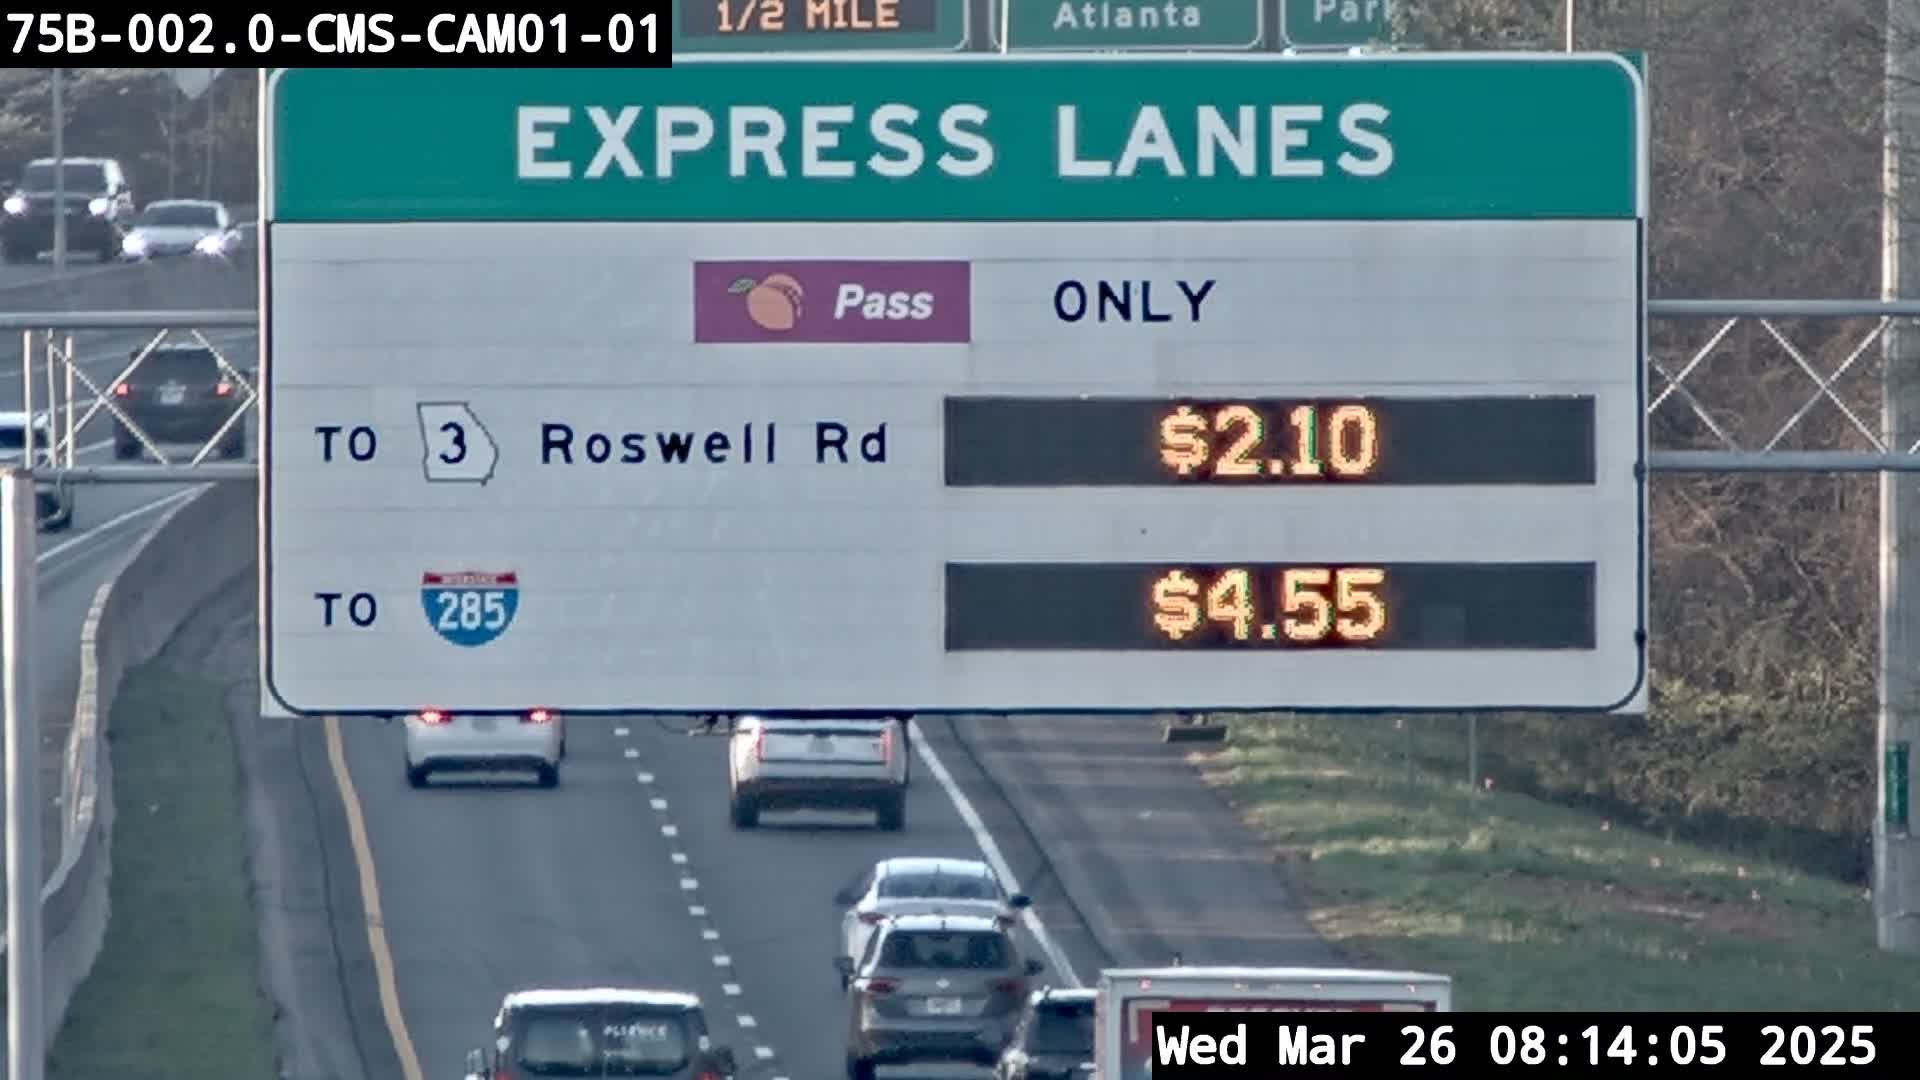 75B-002.0-CMS-CAM01-01
1/2 MILE
Atlanta
EXPRESS LANES
Pass ONLY
TO 3 Roswell Rd $2.10
TO INTERSTATE 285 $4.55
Wed Mar 26 08:14:05 2025